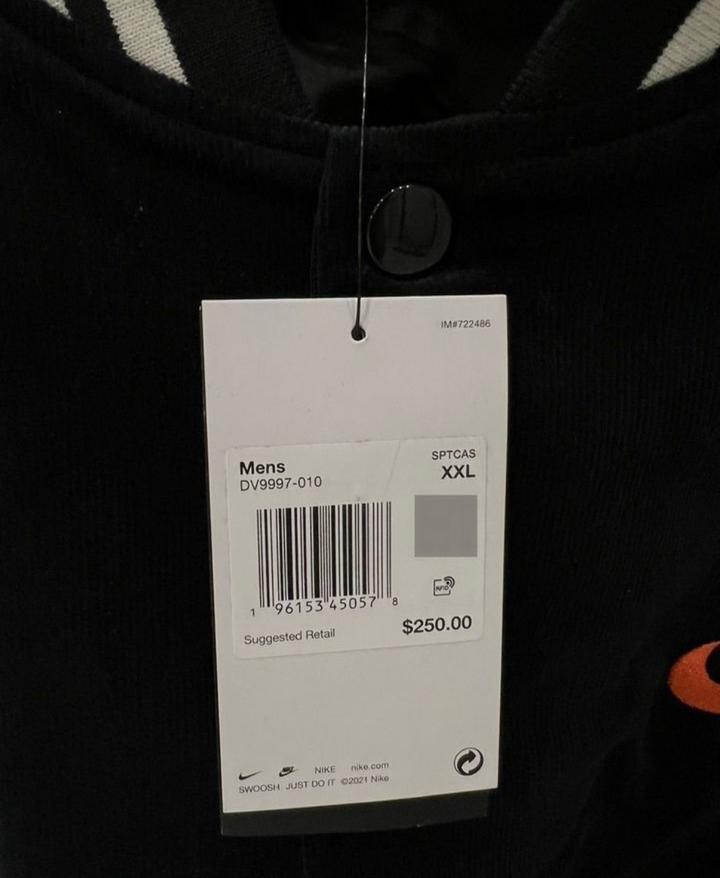 IM#722486
Mens
SPTCAS
DV9997-010
XXL
RFID
1 96153 45057 8
Suggested Retail
$250.00
NIKE nike.com
SWOOSH JUST DO IT ©2021 Nike